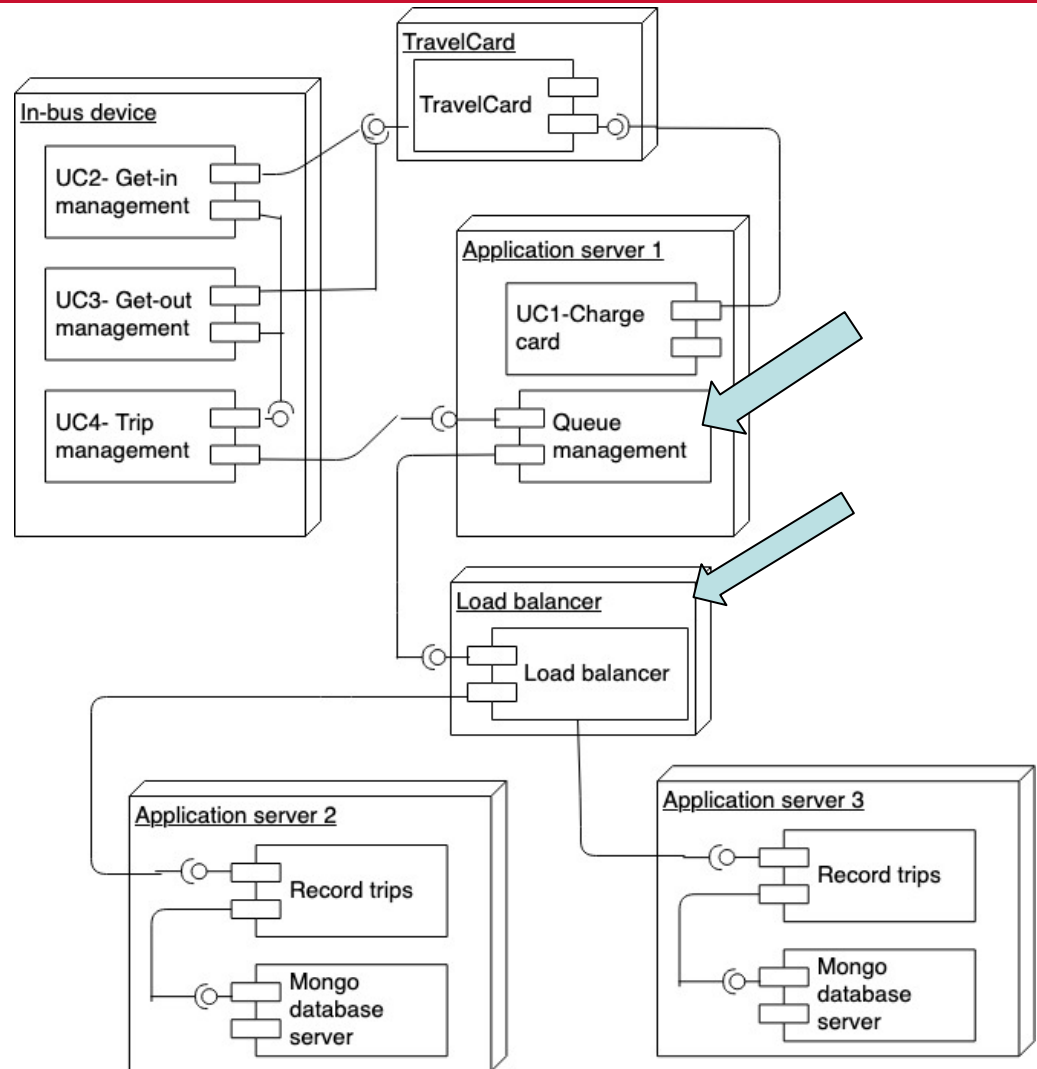 TravelCard
TravelCard
In-bus device
UC2- Get-in
management
UC3- Get-out
management
UC4- Trip
management
Application server 1
UC1-Charge
card
Queue
management
Load balancer
Load balancer
Application server 2
Record trips
Mongo
database
server
Application server 3
Record trips
Mongo
database
server